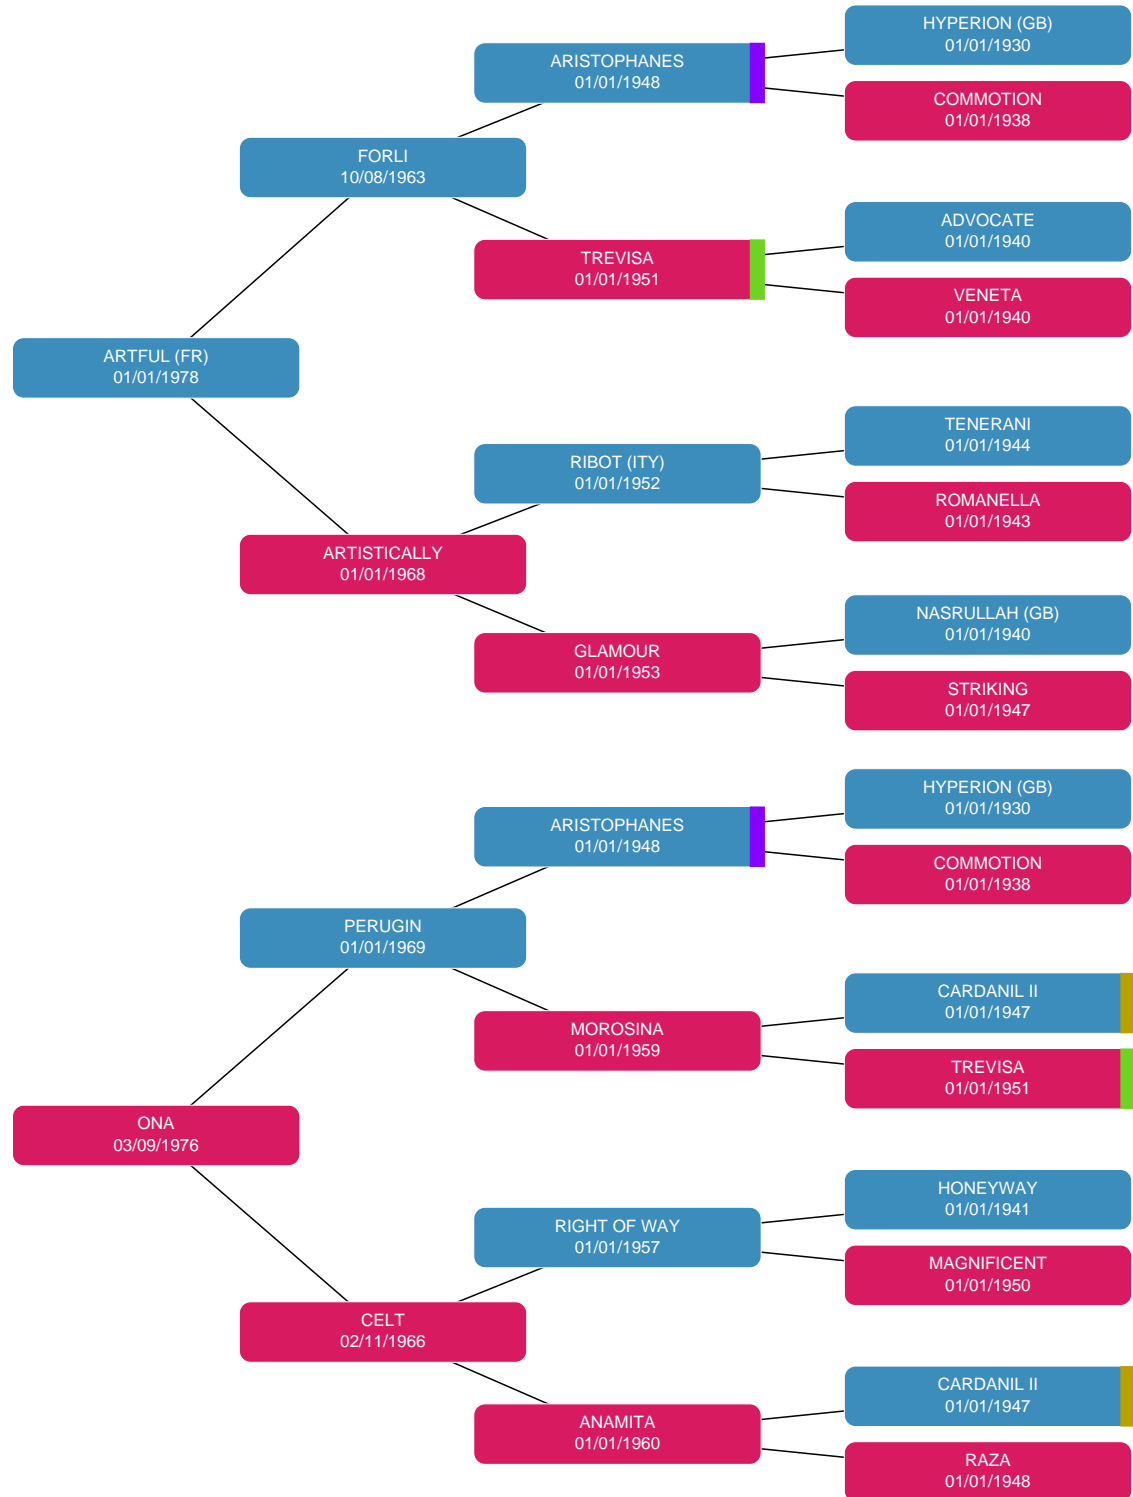 HYPERION (GB)
01/01/1930
ARISTOPHANES
01/01/1948
COMMOTION
01/01/1938
FORLI
10/08/1963
ADVOCATE
01/01/1940
TREVISA
01/01/1951
VENETA
01/01/1940
ARTFUL (FR)
01/01/1978
TENERANI
01/01/1944
RIBOT (ITY)
01/01/1952
ROMANELLA
01/01/1943
ARTISTICALLY
01/01/1968
NASRULLAH (GB)
01/01/1940
GLAMOUR
01/01/1953
STRIKING
01/01/1947
HYPERION (GB)
01/01/1930
ARISTOPHANES
01/01/1948
COMMOTION
01/01/1938
PERUGIN
01/01/1969
CARDANIL II
01/01/1947
MOROSINA
01/01/1959
TREVISA
01/01/1951
ONA
03/09/1976
HONEYWAY
01/01/1941
RIGHT OF WAY
01/01/1957
MAGNIFICENT
01/01/1950
CELT
02/11/1966
CARDANIL II
01/01/1947
ANAMITA
01/01/1960
RAZA
01/01/1948